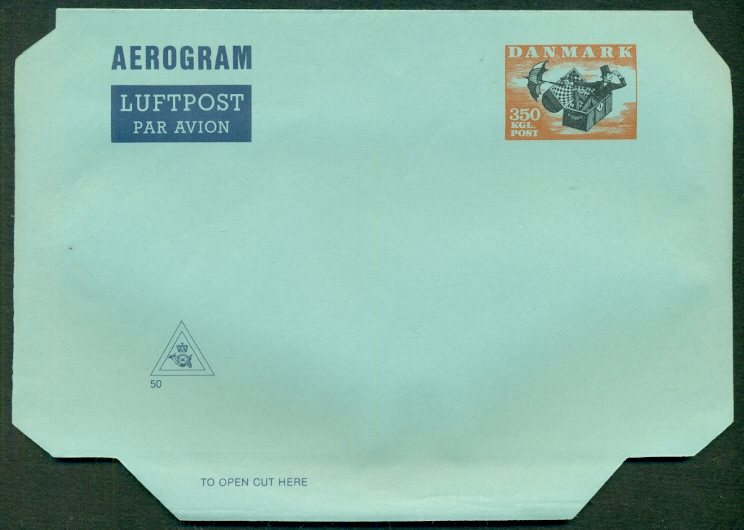 AEROGRAM
LUFTPOST
PAR AVION
DANMARK
350
KGL.
POST
50
TO OPEN CUT HERE